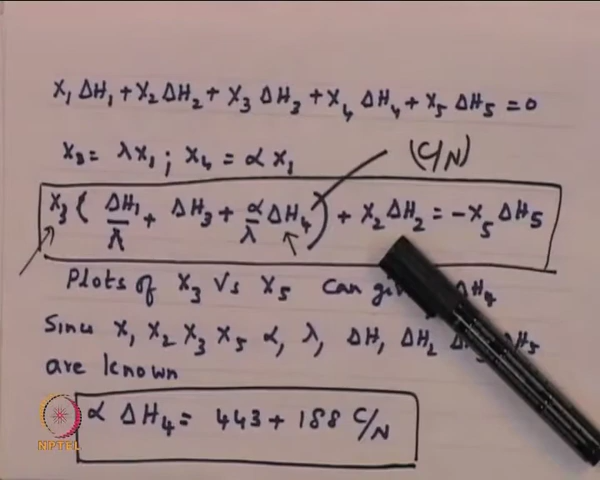 X₁ ΔH₁ + X₂ ΔH₂ + X₃ ΔH₃ + X₄ ΔH₄ + X₅ ΔH₅ = 0
X₃ = λX₁ ; X₄ = α X₁
(C/N)
X₃ ( ΔH₁/λ + ΔH₃ + α/λ ΔH₄ ) + X₂ ΔH₂ = -X₅ ΔH₅
Plots of X₃ Vs X₅ can ΔH₄
Since X₁ X₂ X₃ X₅ α, λ, ΔH₁ ΔH₂ ΔH₅
are known
α ΔH₄ = 443 + 188 C/N
NPTEL